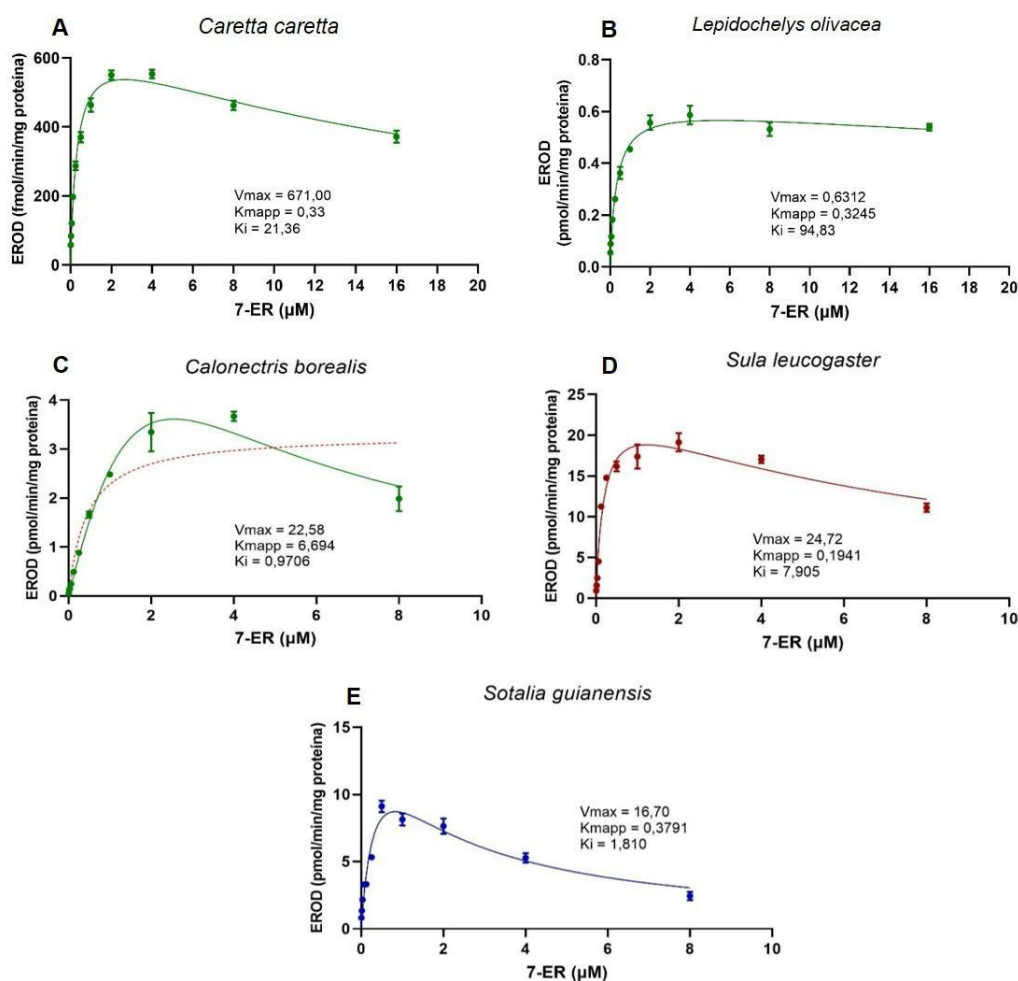 A
Caretta caretta
EROD (fmol/min/mg proteína)
600
400
200
0
Vmax = 671,00
Kmapp = 0,33
Ki = 21,36
0 2 4 6 8 10 12 14 16 18 20
7-ER (µM)
B
Lepidochelys olivacea
EROD
(pmol/min/mg proteína)
0.8
0.6
0.4
0.2
0.0
Vmax = 0,6312
Kmapp = 0,3245
Ki = 94,83
0 2 4 6 8 10 12 14 16 18 20
7-ER (µM)
C
Calonectris borealis
EROD (pmol/min/mg proteína)
4
3
2
1
0
Vmax = 22,58
Kmapp = 6,694
Ki = 0,9706
0 2 4 6 8 10
7-ER (µM)
D
Sula leucogaster
EROD (pmol/min/mg proteína)
25
20
15
10
5
0
Vmax = 24,72
Kmapp = 0,1941
Ki = 7,905
0 2 4 6 8 10
7-ER (µM)
E
Sotalia guianensis
EROD (pmol/min/mg proteína)
15
10
5
0
Vmax = 16,70
Kmapp = 0,3791
Ki = 1,810
0 2 4 6 8 10
7-ER (µM)